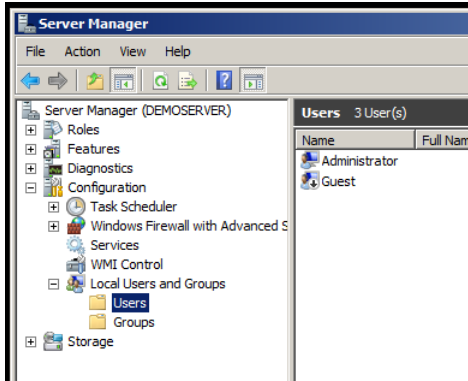 Server Manager
File Action View Help
Server Manager (DEMOSERVER)
Roles
Features
Diagnostics
Configuration
Task Scheduler
Windows Firewall with Advanced S
Services
WMI Control
Local Users and Groups
Users
Groups
Storage
Users 3 User(s)
Name Full Nam
Administrator
Guest